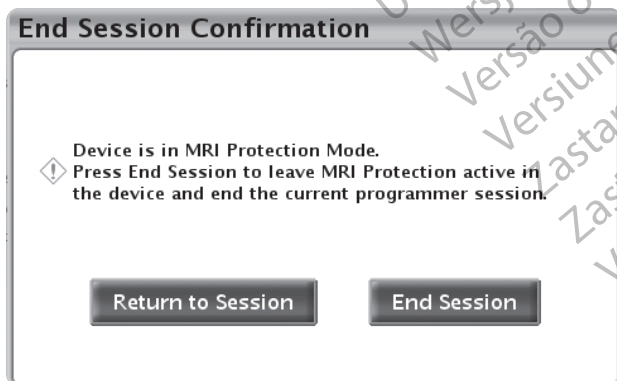 End Session Confirmation
Device is in MRI Protection Mode.
Press End Session to leave MRI Protection active in
the device and end the current programmer session.
Return to Session
End Session
Versão